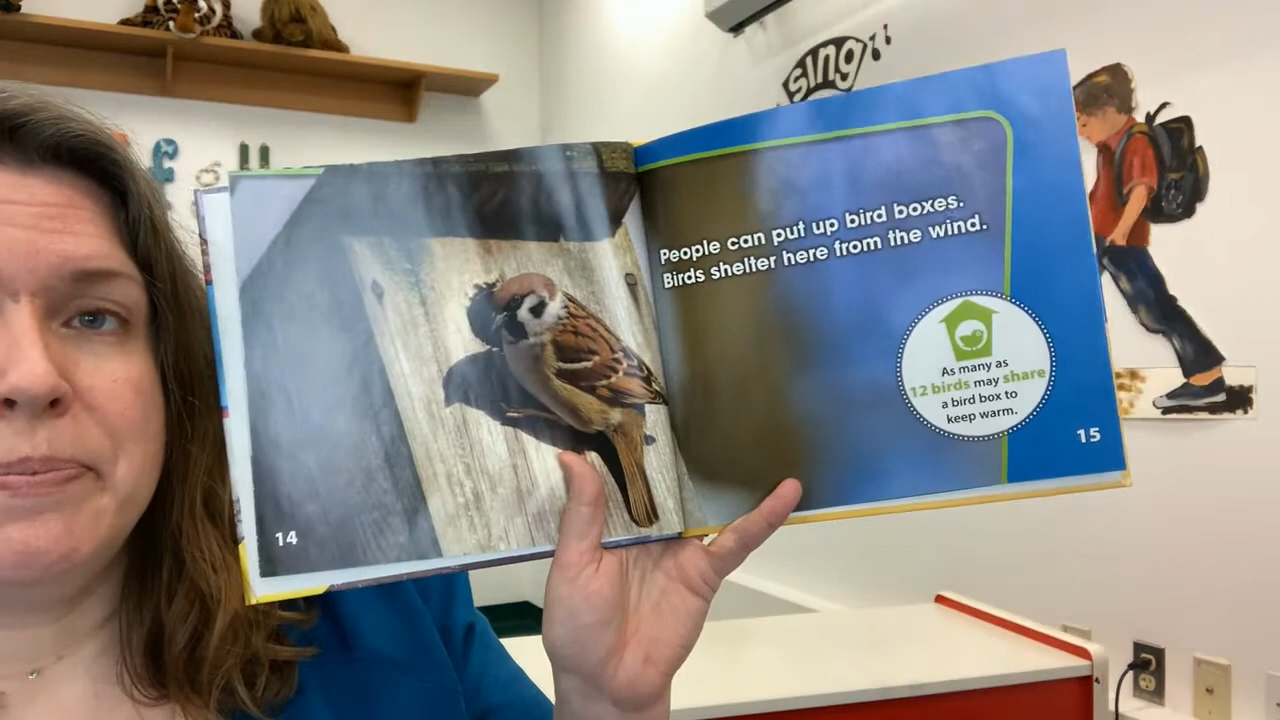 sing
People can put up bird boxes.
Birds shelter here from the wind.
As many as
12 birds may share
a bird box to
keep warm.
14
15